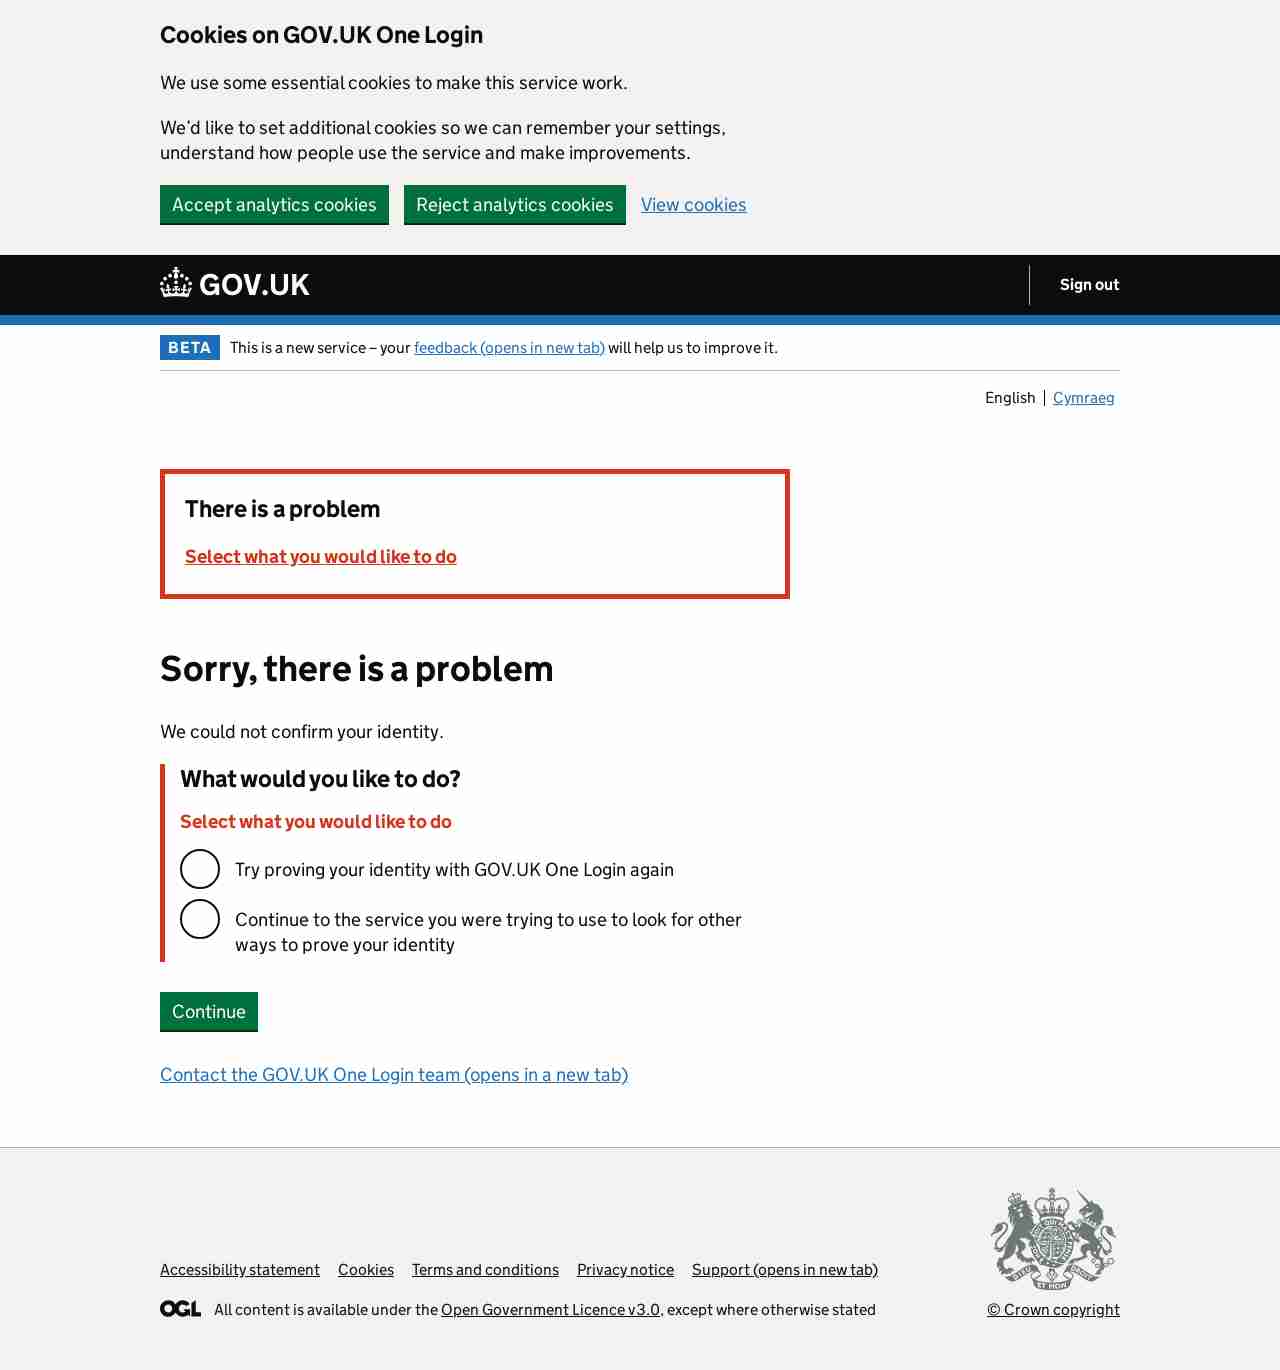 Cookies on GOV.UK One Login
We use some essential cookies to make this service work.
We’d like to set additional cookies so we can remember your settings,
understand how people use the service and make improvements.
Accept analytics cookies
Reject analytics cookies
View cookies
GOV.UK
Sign out
BETA
This is a new service – your feedback (opens in new tab) will help us to improve it.
English
Cymraeg
There is a problem
Select what you would like to do
Sorry, there is a problem
We could not confirm your identity.
What would you like to do?
Select what you would like to do
Try proving your identity with GOV.UK One Login again
Continue to the service you were trying to use to look for other
ways to prove your identity
Continue
Contact the GOV.UK One Login team (opens in a new tab)
Accessibility statement
Cookies
Terms and conditions
Privacy notice
Support (opens in new tab)
OGL
All content is available under the Open Government Licence v3.0, except where otherwise stated
© Crown copyright